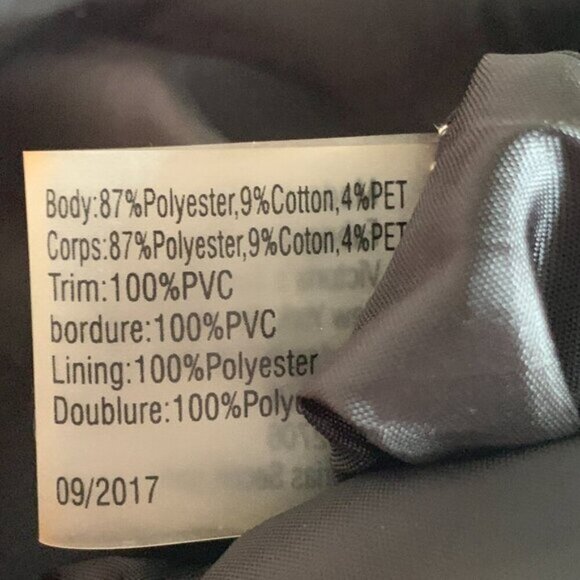 Body:87%Polyester,9%Cotton,4%PET
Corps:87%Polyester,9%Coton,4%PET
Trim:100%PVC
bordure:100%PVC
Lining:100%Polyester
Doublure:100%
09/2017